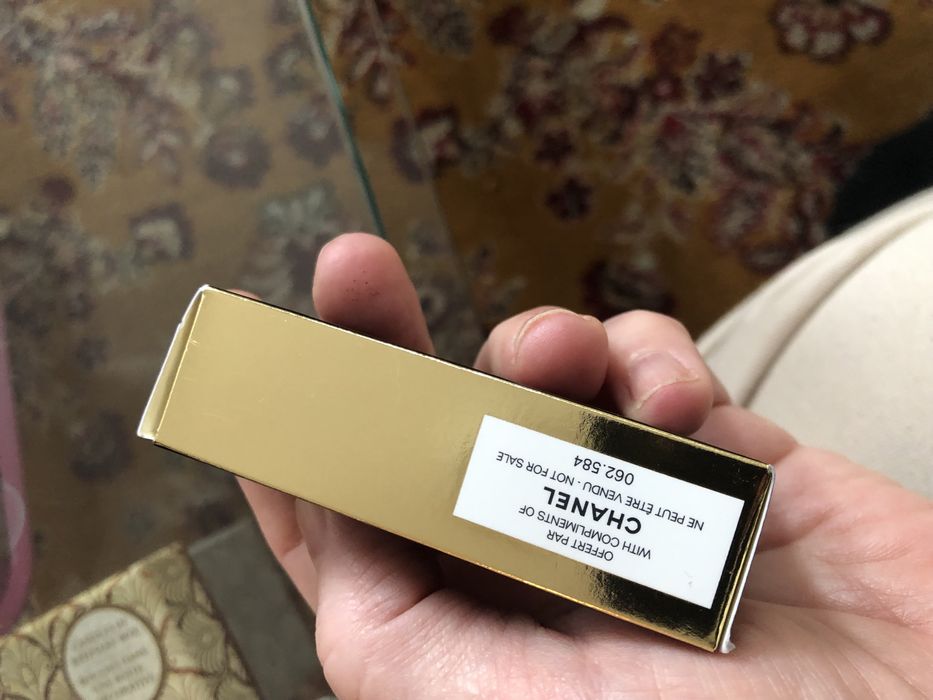 OFFERT PAR
WITH COMPLIMENTS OF
CHANEL
NE PEUT ÊTRE VENDU - NOT FOR SALE
062.584